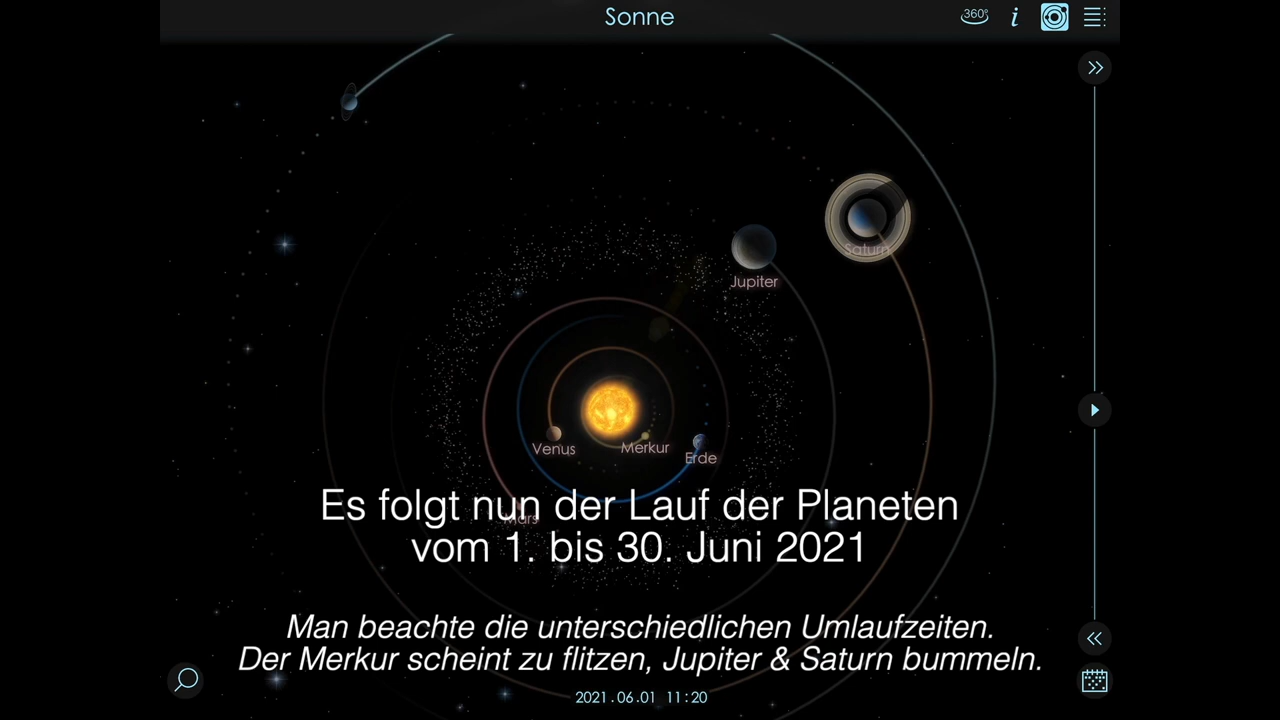 Sonne
360°
i
Saturn
Jupiter
Venus
Merkur
Erde
Mars
Es folgt nun der Lauf der Planeten
vom 1. bis 30. Juni 2021
Man beachte die unterschiedlichen Umlaufzeiten.
Der Merkur scheint zu flitzen, Jupiter & Saturn bummeln.
2021.06.01 11:20